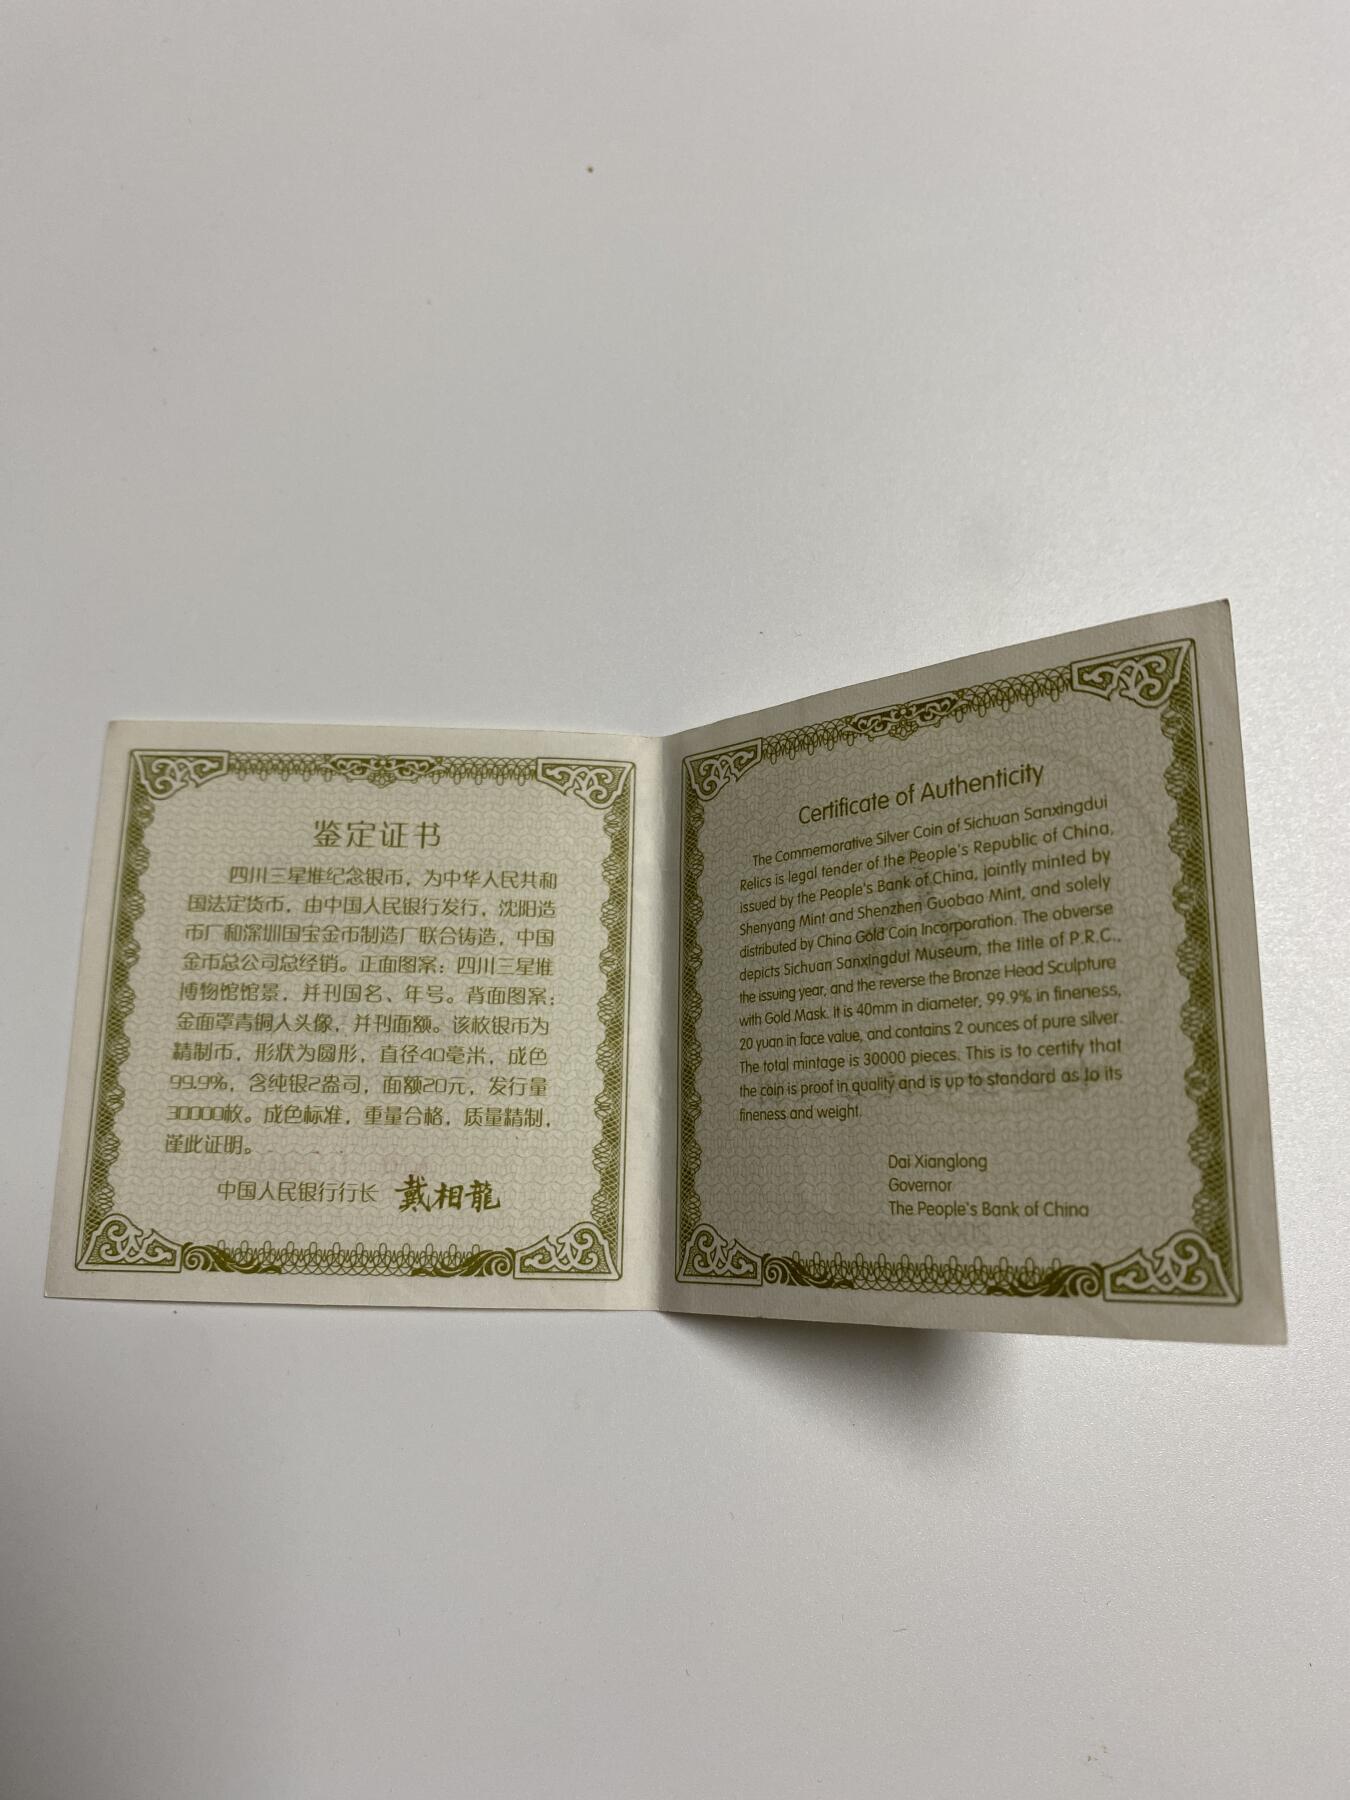 鉴定证书
四川三星堆纪念银币，为中华人民共和
国法定货币，由中国人民银行发行，沈阳造
币厂和深圳国宝金币制造厂联合铸造，中国
金币总公司总经销。正面图案：四川三星堆
博物馆馆景，并刊国名、年号。背面图案：
金面罩青铜人头像，并刊面额。该枚银币为
精制币，形状为圆形，直径40毫米，成色
99.9%，含纯银2盎司，面额20元，发行量
30000枚。成色标准，重量合格，质量精制，
谨此证明。
中国人民银行行长 戴相龍
Certificate of Authenticity
The Commemorative Silver Coin of Sichuan Sanxingdui
Relics is legal tender of the People's Republic of China,
issued by the People's Bank of China, jointly minted by
Shenyang Mint and Shenzhen Guobao Mint, and solely
distributed by China Gold Coin Incorporation. The obverse
depicts Sichuan Sanxingdui Museum, the title of P.R.C.,
the issuing year, and the reverse the Bronze Head Sculpture
with Gold Mask. It is 40mm in diameter, 99.9% in fineness,
20 yuan in face value, and contains 2 ounces of pure silver.
The total mintage is 30000 pieces. This is to certify that
the coin is proof in quality and is up to standard as to its
fineness and weight.
Dai Xianglong
Governor
The People's Bank of China